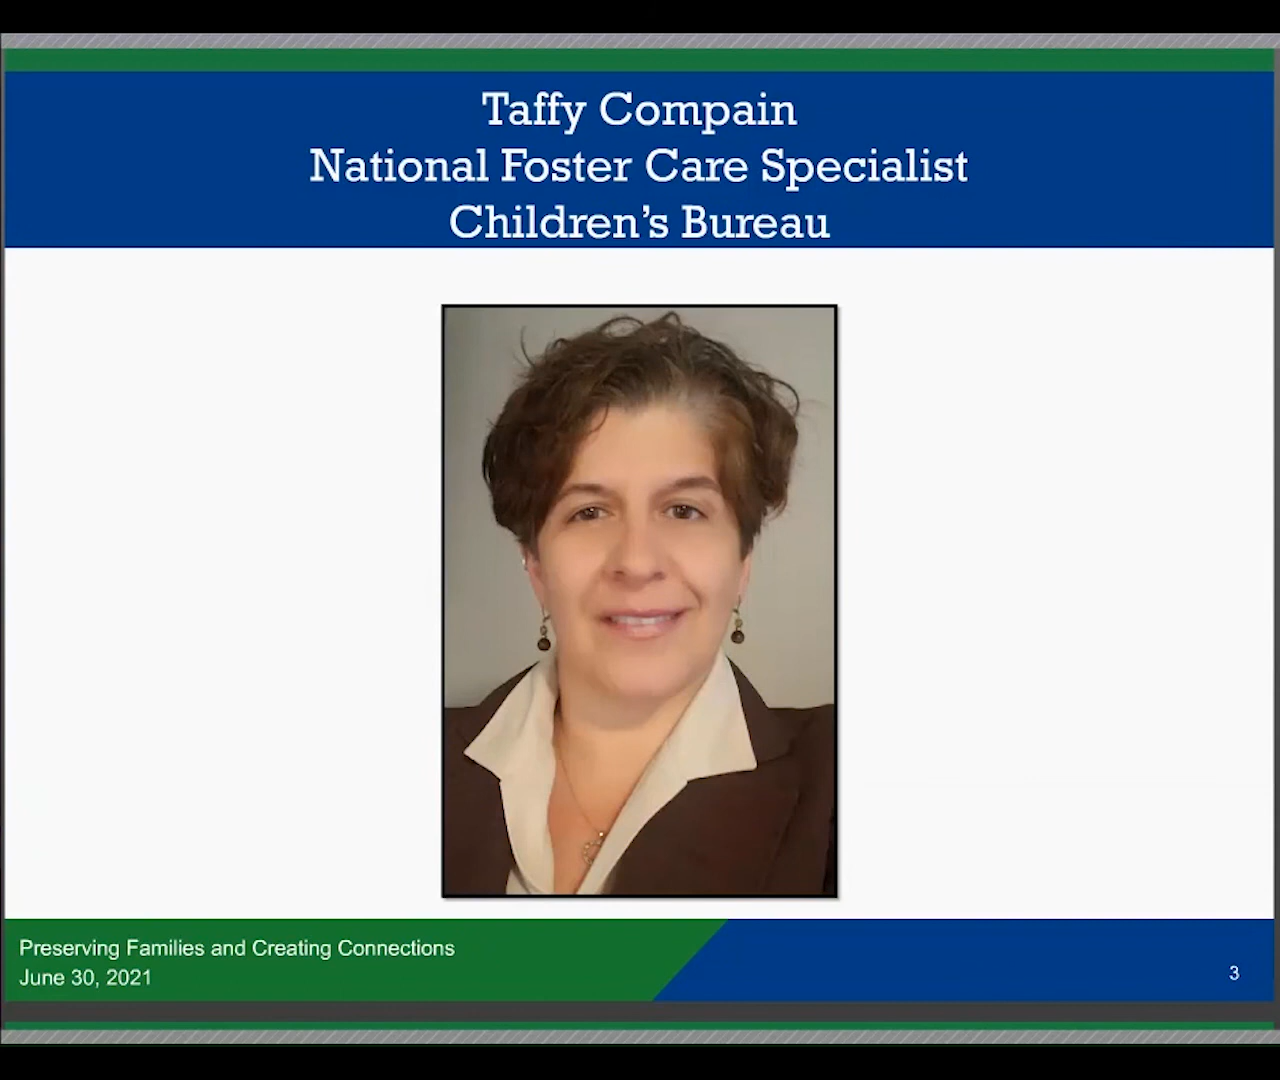 Taffy Compain
National Foster Care Specialist
Children’s Bureau
Preserving Families and Creating Connections
June 30, 2021
3